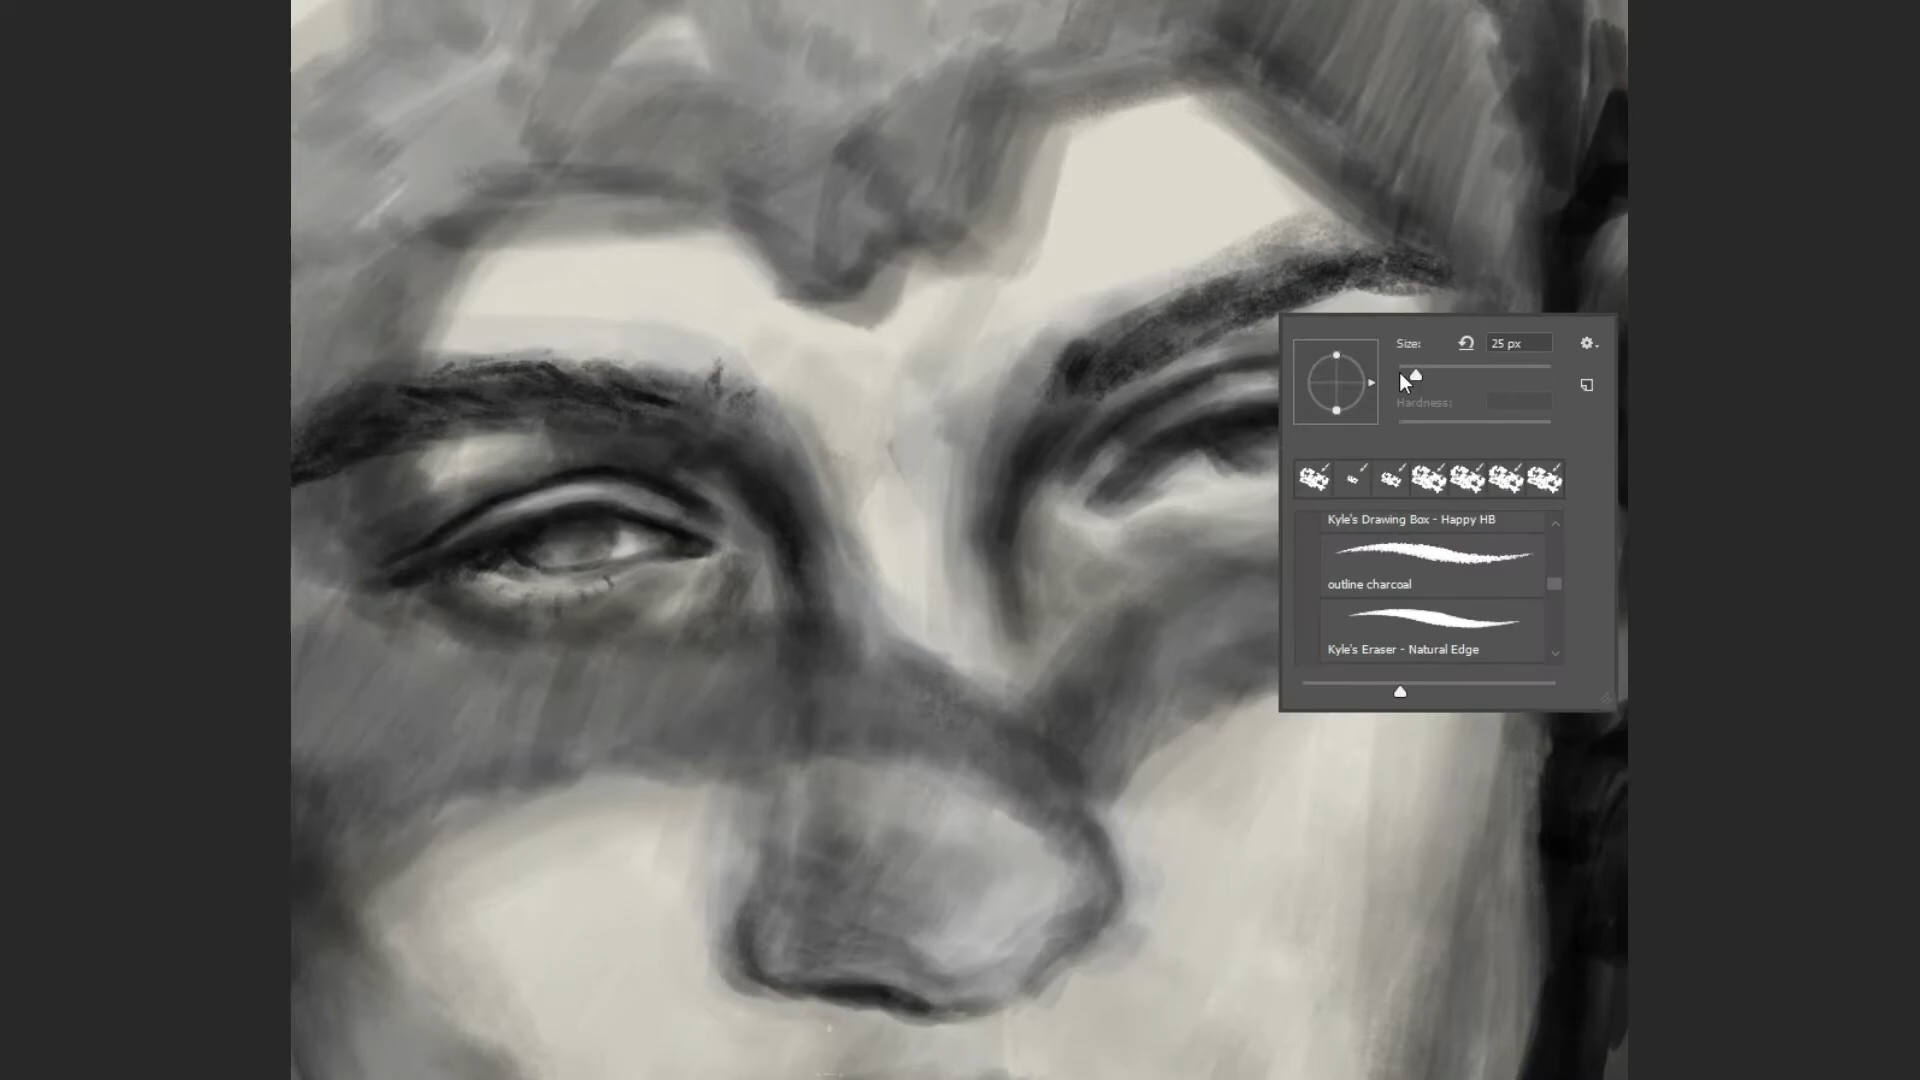 Size:
25 px
Hardness:
Kyle's Drawing Box - Happy HB
outline charcoal
Kyle's Eraser - Natural Edge